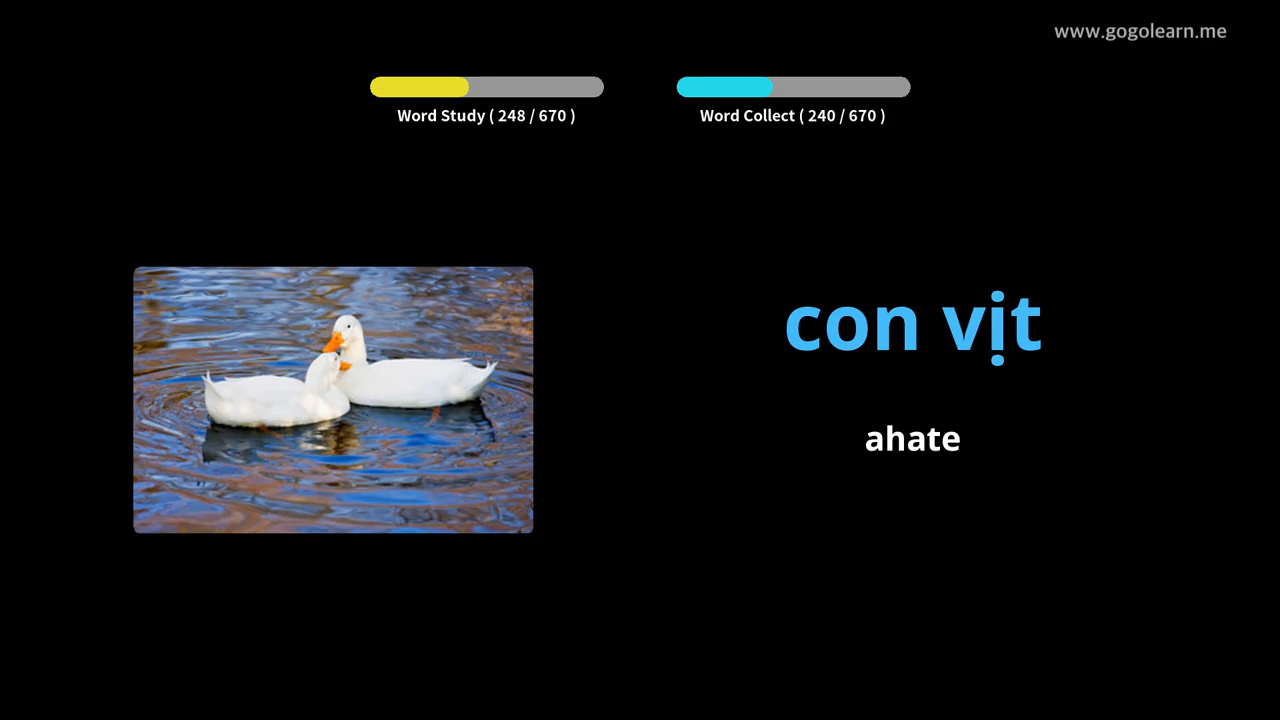 www.gogolearn.me
Word Study ( 248 / 670 )
Word Collect ( 240 / 670 )
con vịt
ahate